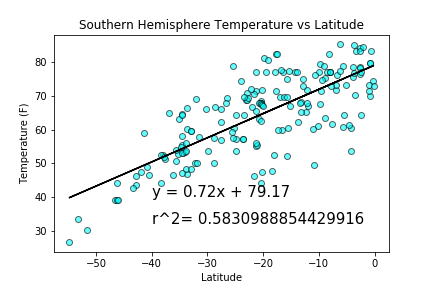 Southern Hemisphere Temperature vs Latitude
Temperature (F)
80
70
60
50
40
30
y = 0.72x + 79.17
r^2= 0.5830988854429916
−50
−40
−30
−20
−10
0
Latitude